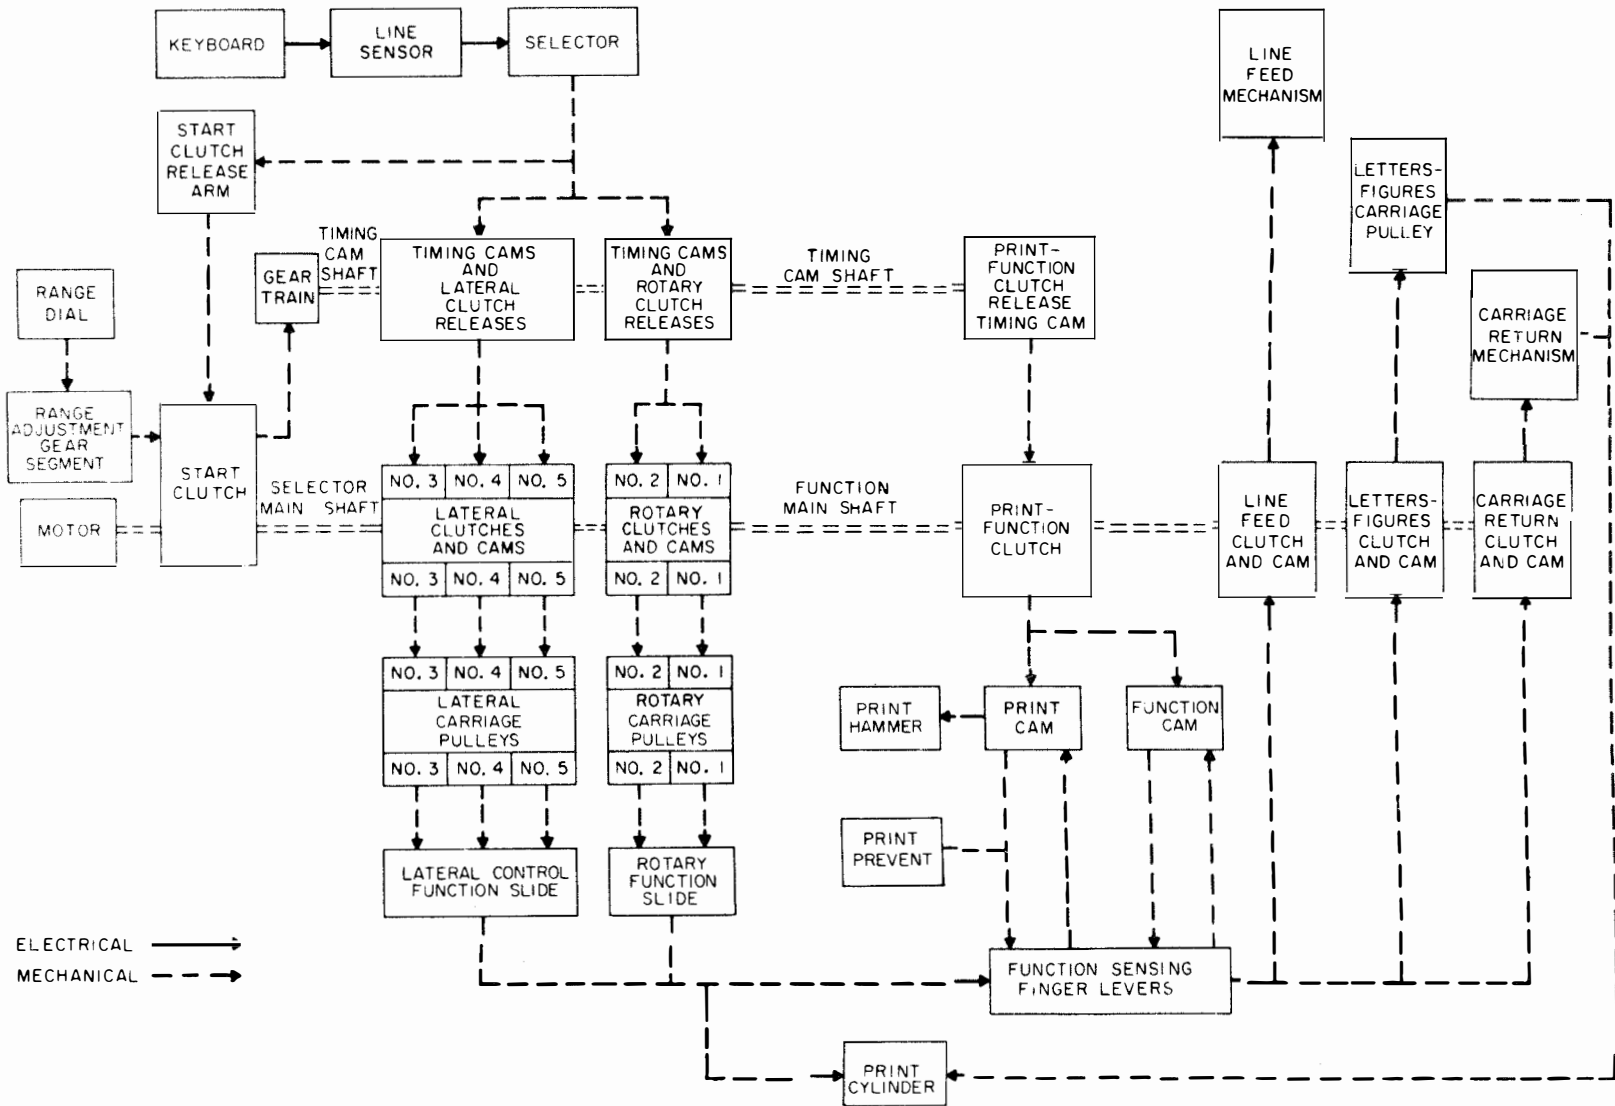 KEYBOARD
LINE
SENSOR
SELECTOR
LINE
FEED
MECHANISM
START
CLUTCH
RELEASE
ARM
LETTERS-
FIGURES
CARRIAGE
PULLEY
TIMING
CAM
SHAFT
GEAR
TRAIN
TIMING CAMS
AND
LATERAL
CLUTCH
RELEASES
TIMING CAMS
AND
ROTARY
CLUTCH
RELEASES
TIMING
CAM SHAFT
PRINT-
FUNCTION
CLUTCH
RELEASE
TIMING CAM
RANGE
DIAL
CARRIAGE
RETURN
MECHANISM
RANGE
ADJUSTMENT
GEAR
SEGMENT
START
CLUTCH
MOTOR
SELECTOR
MAIN SHAFT
NO. 3 NO. 4 NO. 5
LATERAL
CLUTCHES
AND CAMS
NO. 3 NO. 4 NO. 5
NO. 2 NO. 1
ROTARY
CLUTCHES
AND CAMS
NO. 2 NO. 1
FUNCTION
MAIN SHAFT
PRINT-
FUNCTION
CLUTCH
LINE
FEED
CLUTCH
AND CAM
LETTERS-
FIGURES
CLUTCH
AND CAM
CARRIAGE
RETURN
CLUTCH
AND CAM
NO. 3 NO. 4 NO. 5
LATERAL
CARRIAGE
PULLEYS
NO. 3 NO. 4 NO. 5
NO. 2 NO. 1
ROTARY
CARRIAGE
PULLEYS
NO. 2 NO. 1
PRINT
HAMMER
PRINT
CAM
FUNCTION
CAM
PRINT
PREVENT
LATERAL CONTROL
FUNCTION SLIDE
ROTARY
FUNCTION
SLIDE
ELECTRICAL
MECHANICAL
FUNCTION SENSING
FINGER LEVERS
PRINT
CYLINDER